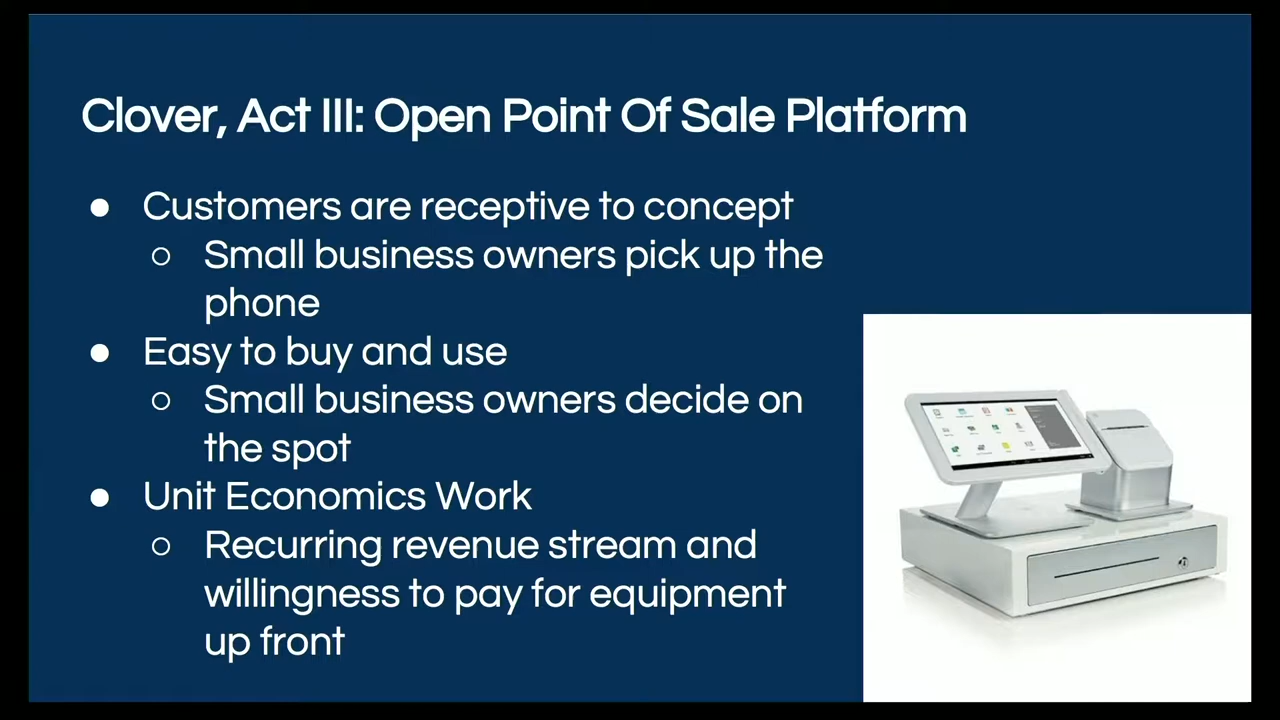 Clover, Act III: Open Point Of Sale Platform
● Customers are receptive to concept
○ Small business owners pick up the
phone
● Easy to buy and use
○ Small business owners decide on
the spot
● Unit Economics Work
○ Recurring revenue stream and
willingness to pay for equipment
up front